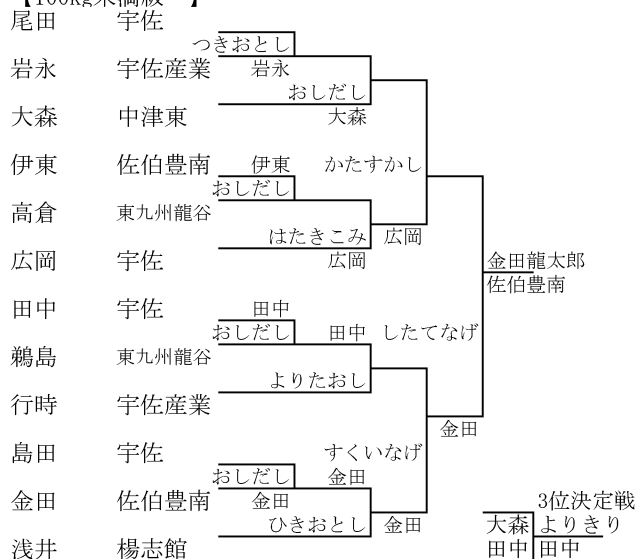 【100kg未満級 】
尾田 宇佐
つきおとし
岩永 宇佐産業 岩永
おしだし
大森 中津東 大森
伊東 佐伯豊南 伊東 かたすかし
おしだし
高倉 東九州龍谷
はたきこみ 広岡
広岡 宇佐 広岡
金田龍太郎
佐伯豊南
田中 宇佐 田中
おしだし 田中 したてなげ
鵜島 東九州龍谷
よりたおし
行時 宇佐産業
金田
島田 宇佐 すくいなげ
おしだし 金田
金田 佐伯豊南 金田
ひきおとし 金田
浅井 楊志館
3位決定戦
大森 よりきり
田中 田中